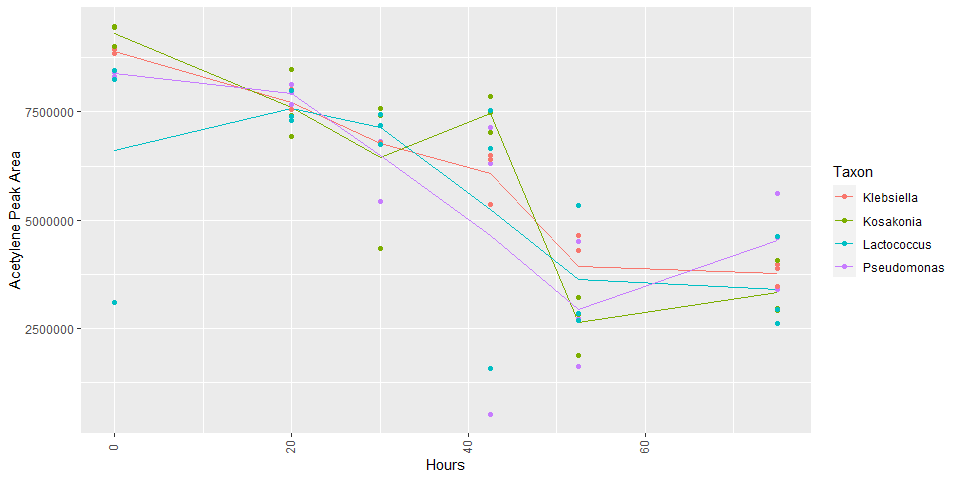 Acetylene Peak Area
7500000
5000000
2500000
0
20
40
60
Hours
Taxon
Klebsiella
Kosakonia
Lactococcus
Pseudomonas